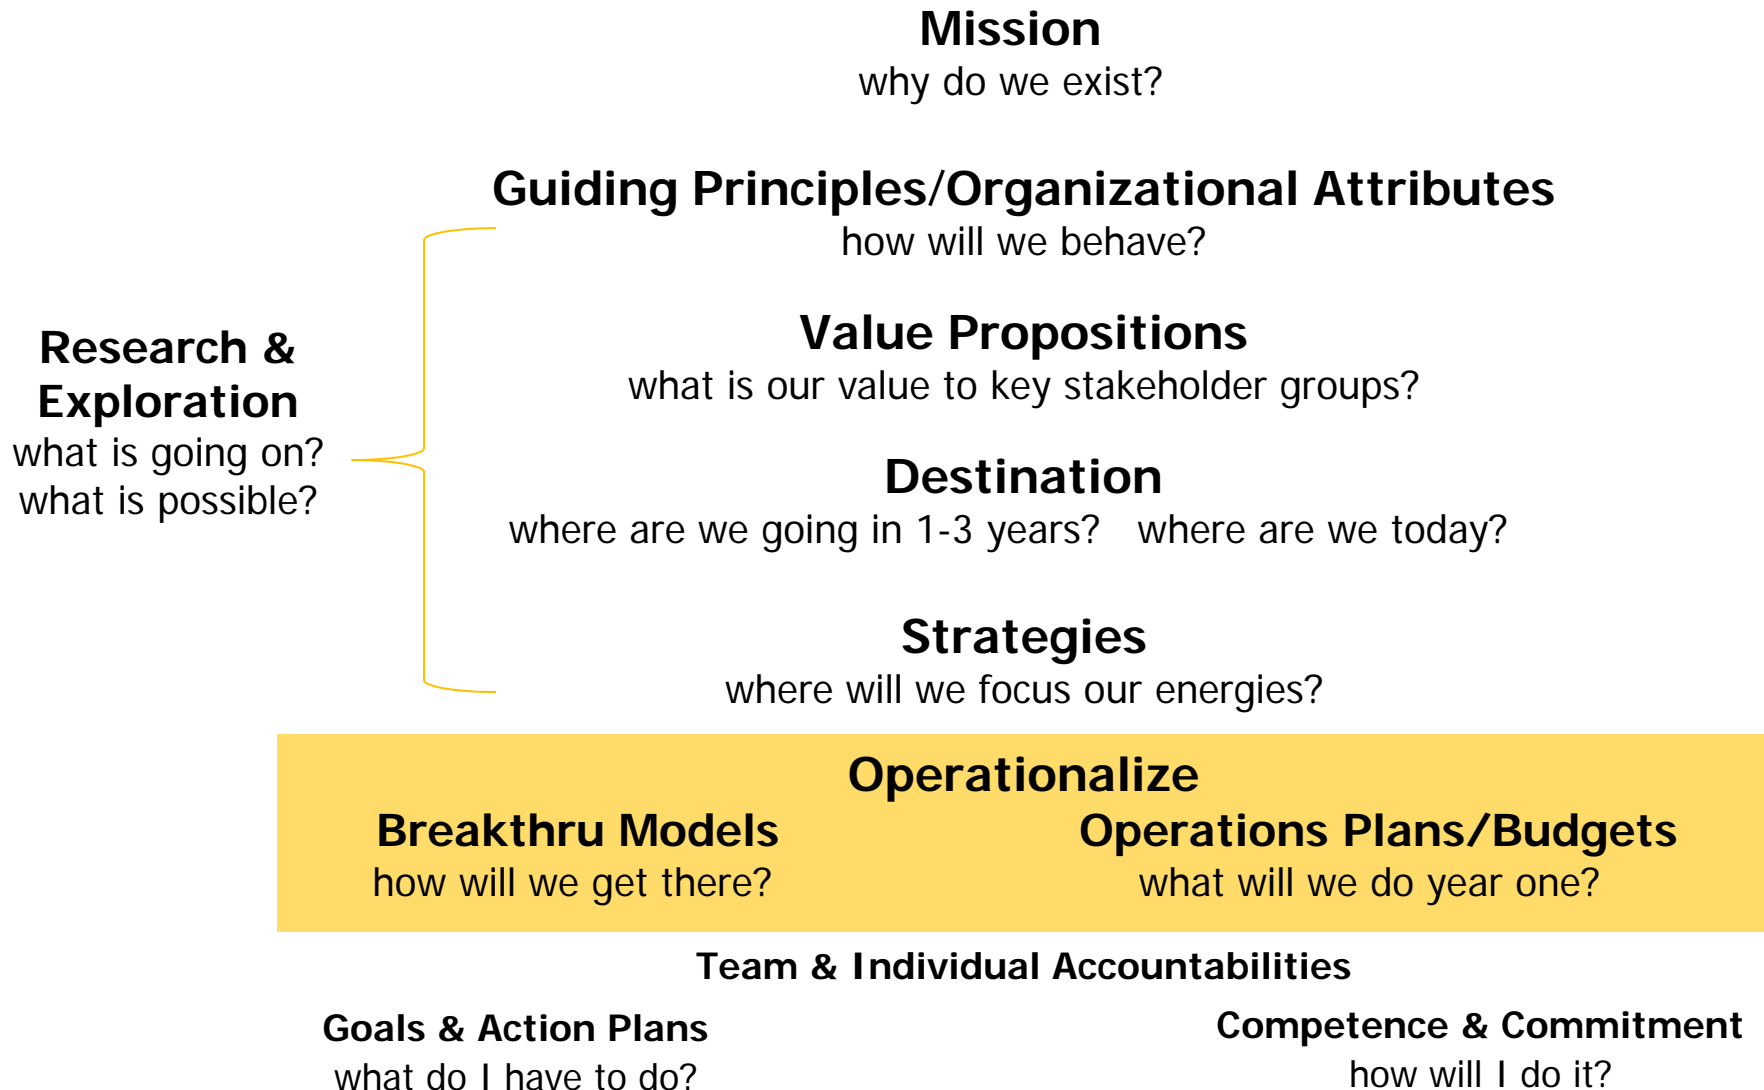 Mission
why do we exist?
Guiding Principles/Organizational Attributes
how will we behave?
Research &
Exploration
what is going on?
what is possible?
Value Propositions
what is our value to key stakeholder groups?
Destination
where are we going in 1-3 years? where are we today?
Strategies
where will we focus our energies?
Operationalize
Breakthru Models
how will we get there?
Operations Plans/Budgets
what will we do year one?
Team & Individual Accountabilities
Goals & Action Plans
what do I have to do?
Competence & Commitment
how will I do it?